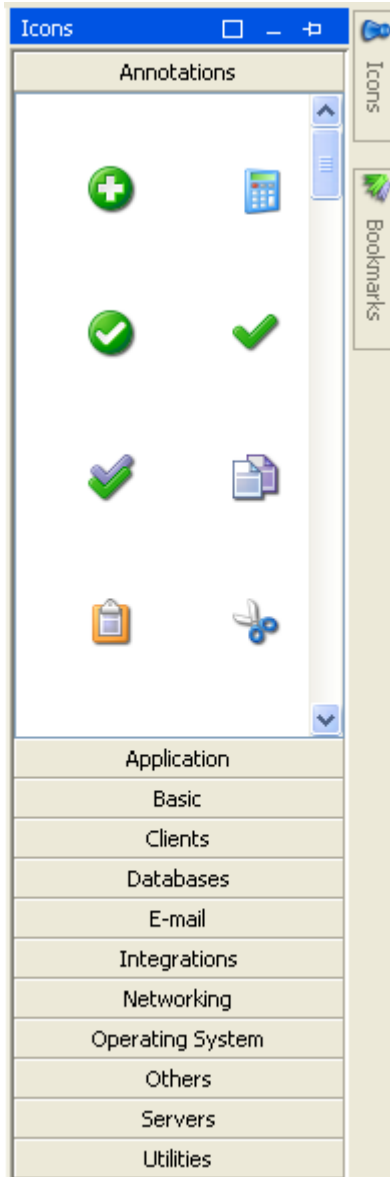 Icons
Annotations
Application
Basic
Clients
Databases
E-mail
Integrations
Networking
Operating System
Others
Servers
Utilities
Icons
Bookmarks